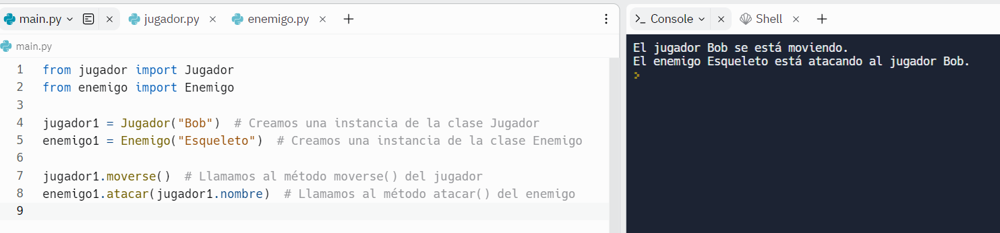 main.py
jugador.py
enemigo.py
main.py
1 from jugador import Jugador
2 from enemigo import Enemigo
3
4 jugador1 = Jugador("Bob")  # Creamos una instancia de la clase Jugador
5 enemigo1 = Enemigo("Esqueleto")  # Creamos una instancia de la clase Enemigo
6
7 jugador1.moverse()  # Llamamos al método moverse() del jugador
8 enemigo1.atacar(jugador1.nombre)  # Llamamos al método atacar() del enemigo
9
Console
Shell
El jugador Bob se está moviendo.
El enemigo Esqueleto está atacando al jugador Bob.